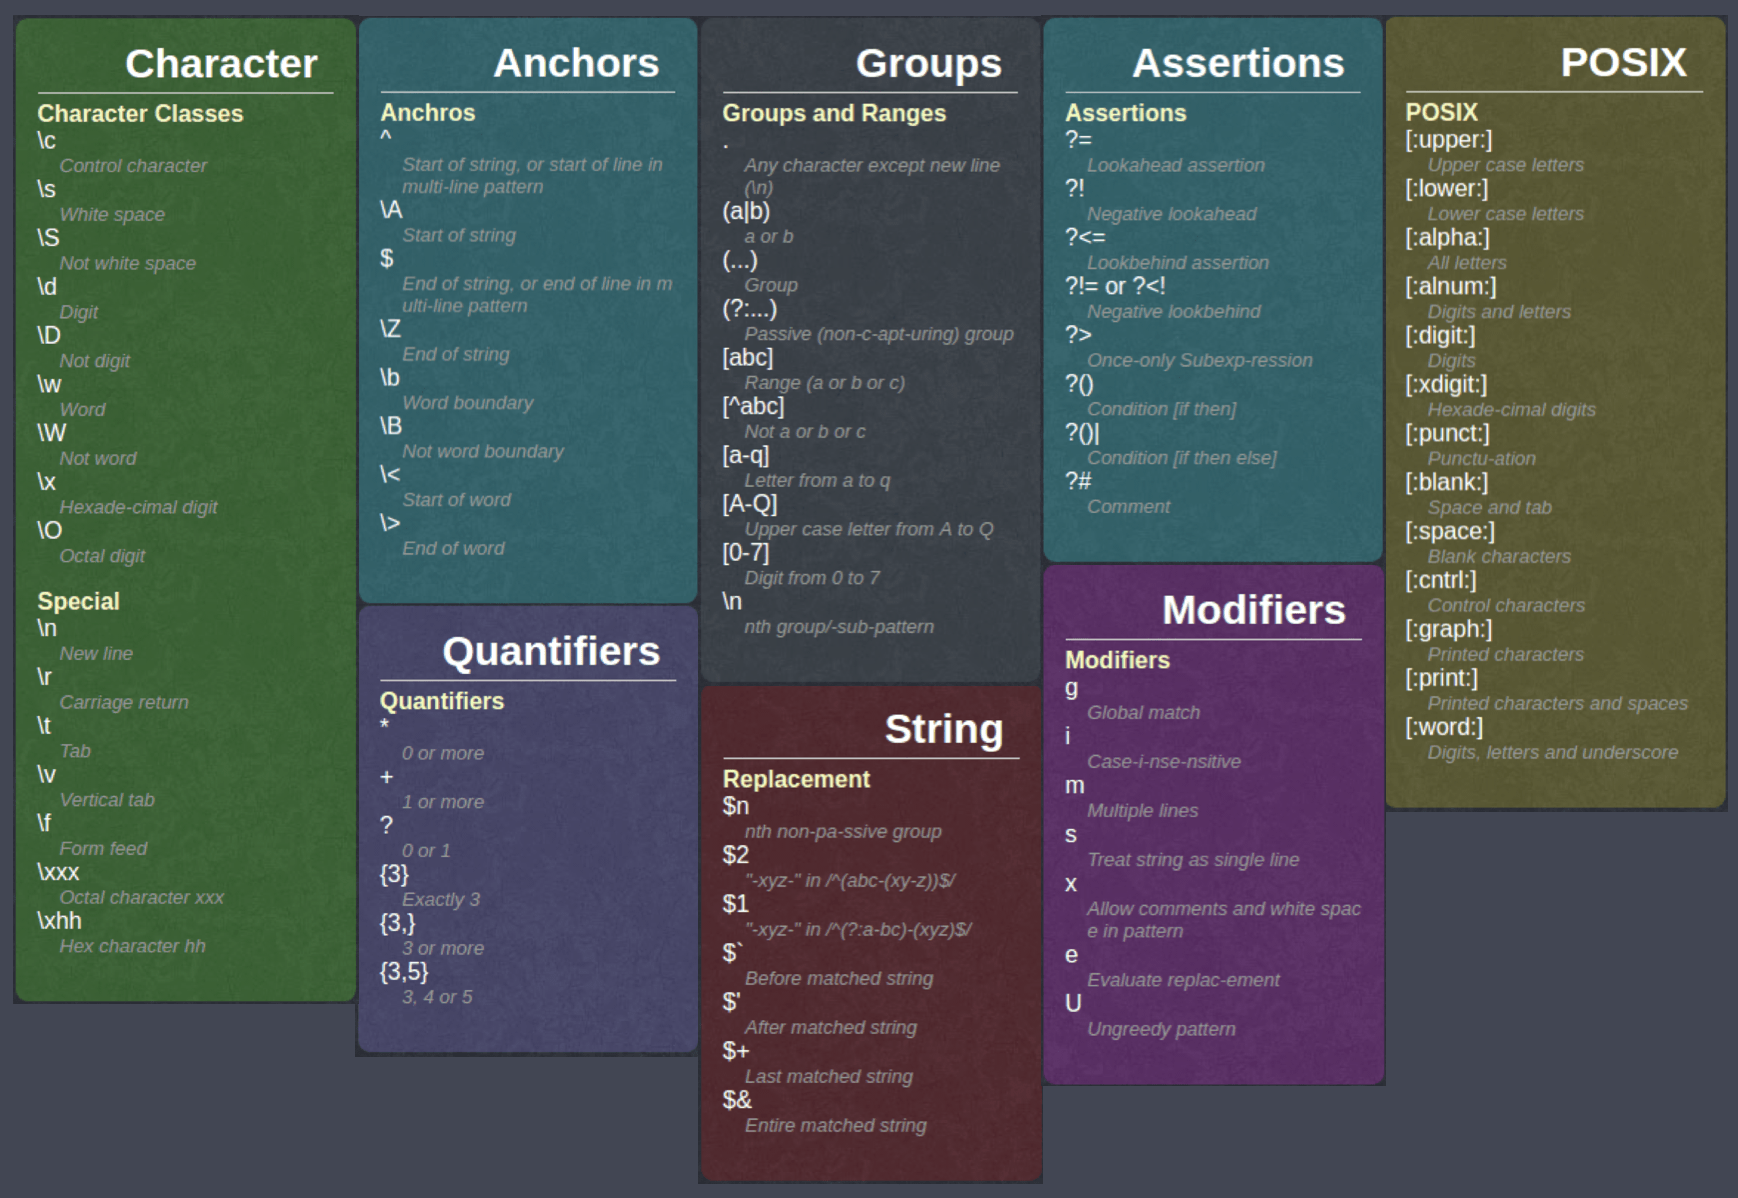 Character
Character Classes
\c
Control character
\s
White space
\S
Not white space
\d
Digit
\D
Not digit
\w
Word
\W
Not word
\x
Hexade-cimal digit
\O
Octal digit
Special
\n
New line
\r
Carriage return
\t
Tab
\v
Vertical tab
\f
Form feed
\xxx
Octal character xxx
\xhh
Hex character hh
Anchors
Anchros
^
Start of string, or start of line in
multi-line pattern
\A
Start of string
$
End of string, or end of line in m
ulti-line pattern
\Z
End of string
\b
Word boundary
\B
Not word boundary
\<
Start of word
\>
End of word
Quantifiers
Quantifiers
*
0 or more
+
1 or more
?
0 or 1
{3}
Exactly 3
{3,}
3 or more
{3,5}
3, 4 or 5
Groups
Groups and Ranges
.
Any character except new line
(\n)
(a|b)
a or b
(...)
Group
(?:...)
Passive (non-c-apt-uring) group
[abc]
Range (a or b or c)
[^abc]
Not a or b or c
[a-q]
Letter from a to q
[A-Q]
Upper case letter from A to Q
[0-7]
Digit from 0 to 7
\n
nth group/-sub-pattern
String
Replacement
$n
nth non-pa-ssive group
$2
"-xyz-" in /^(abc-(xy-z))$/
$1
"-xyz-" in /^(?:a-bc)-(xyz)$/
$`
Before matched string
$'
After matched string
$+
Last matched string
$&
Entire matched string
Assertions
Assertions
?=
Lookahead assertion
?!
Negative lookahead
?<=
Lookbehind assertion
?!= or ?<!
Negative lookbehind
?>
Once-only Subexp-ression
?()
Condition [if then]
?()|
Condition [if then else]
?#
Comment
Modifiers
Modifiers
g
Global match
i
Case-i-nse-nsitive
m
Multiple lines
s
Treat string as single line
x
Allow comments and white spac
e in pattern
e
Evaluate replac-ement
U
Ungreedy pattern
POSIX
POSIX
[:upper:]
Upper case letters
[:lower:]
Lower case letters
[:alpha:]
All letters
[:alnum:]
Digits and letters
[:digit:]
Digits
[:xdigit:]
Hexade-cimal digits
[:punct:]
Punctu-ation
[:blank:]
Space and tab
[:space:]
Blank characters
[:cntrl:]
Control characters
[:graph:]
Printed characters
[:print:]
Printed characters and spaces
[:word:]
Digits, letters and underscore